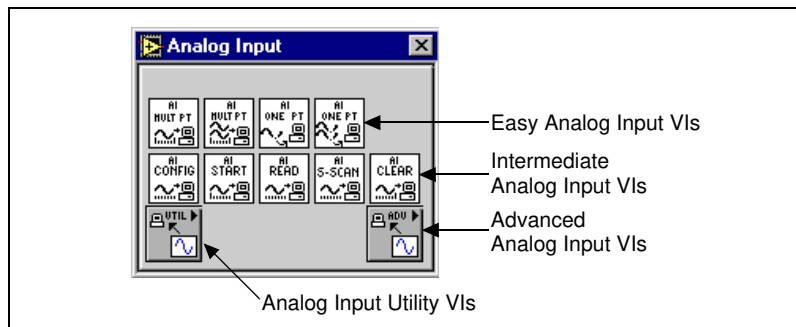 Analog Input
AI MULT PT
AI MULT PT
AI ONE PT
AI ONE PT
Easy Analog Input VIs
AI CONFIG
AI START
AI READ
AI S-SCAN
AI CLEAR
Intermediate
Analog Input VIs
UTIL
ADV
Advanced
Analog Input VIs
Analog Input Utility VIs